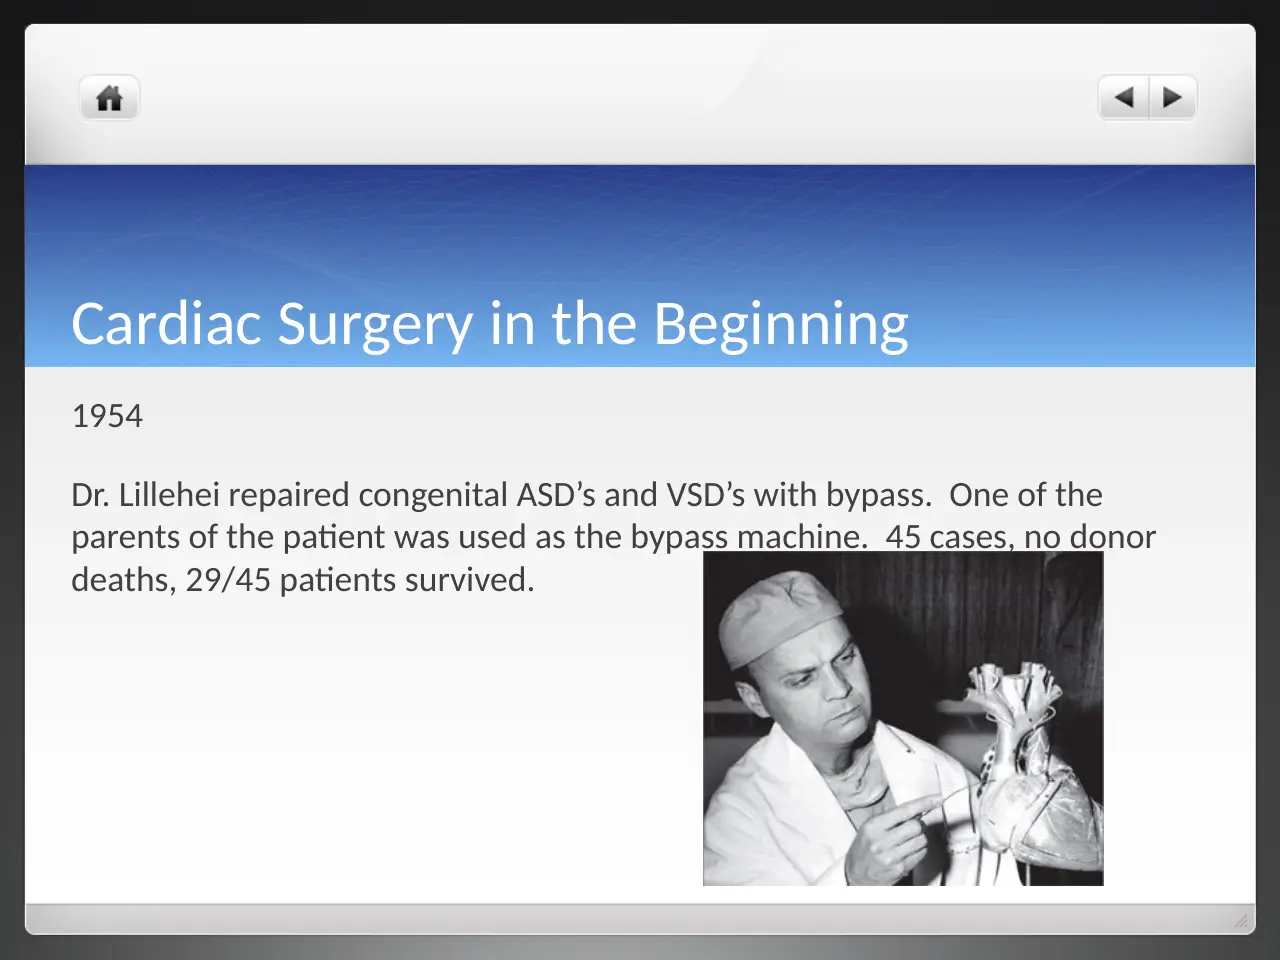 Cardiac Surgery in the Beginning
1954
Dr. Lillehei repaired congenital ASD’s and VSD’s with bypass.  One of the
parents of the patient was used as the bypass machine.  45 cases, no donor
deaths, 29/45 patients survived.